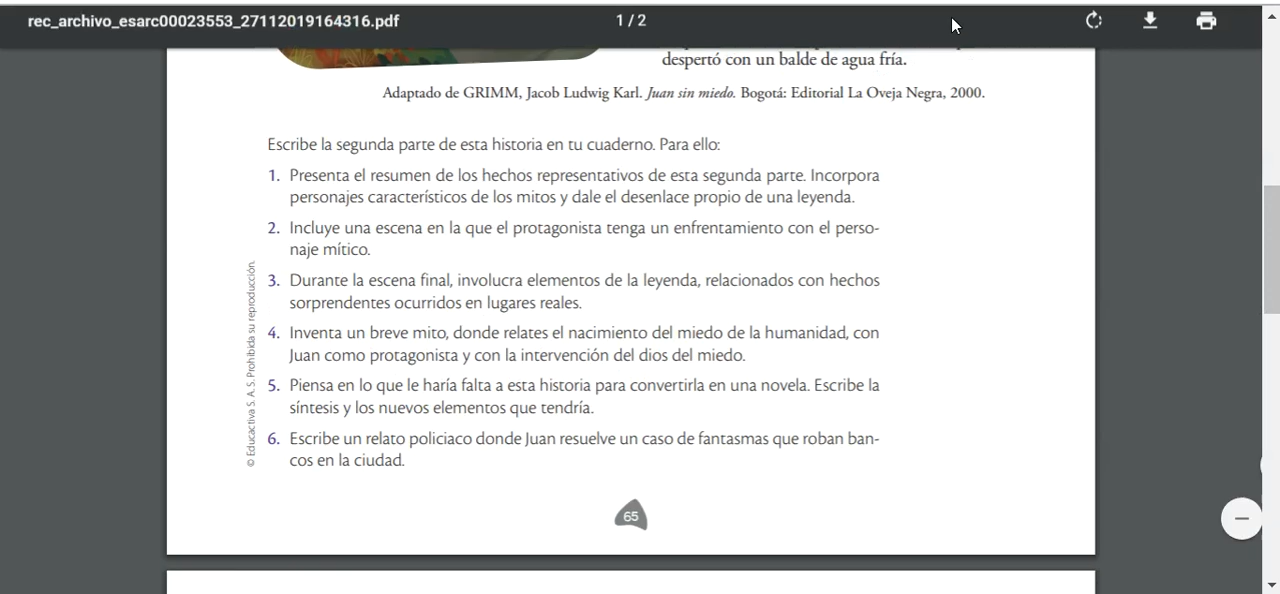 rec_archivo_esarc00023553_27112019164316.pdf
1 / 2
despertó con un balde de agua fría.
Adaptado de GRIMM, Jacob Ludwig Karl. Juan sin miedo. Bogotá: Editorial La Oveja Negra, 2000.
Escribe la segunda parte de esta historia en tu cuaderno. Para ello:
1. Presenta el resumen de los hechos representativos de esta segunda parte. Incorpora
personajes característicos de los mitos y dale el desenlace propio de una leyenda.
2. Incluye una escena en la que el protagonista tenga un enfrentamiento con el perso-
naje mítico.
3. Durante la escena final, involucra elementos de la leyenda, relacionados con hechos
sorprendentes ocurridos en lugares reales.
4. Inventa un breve mito, donde relates el nacimiento del miedo de la humanidad, con
Juan como protagonista y con la intervención del dios del miedo.
5. Piensa en lo que le haría falta a esta historia para convertirla en una novela. Escribe la
síntesis y los nuevos elementos que tendría.
6. Escribe un relato policiaco donde Juan resuelve un caso de fantasmas que roban ban-
cos en la ciudad.
© Educactiva S. A. S. Prohibida su reproducción.
65